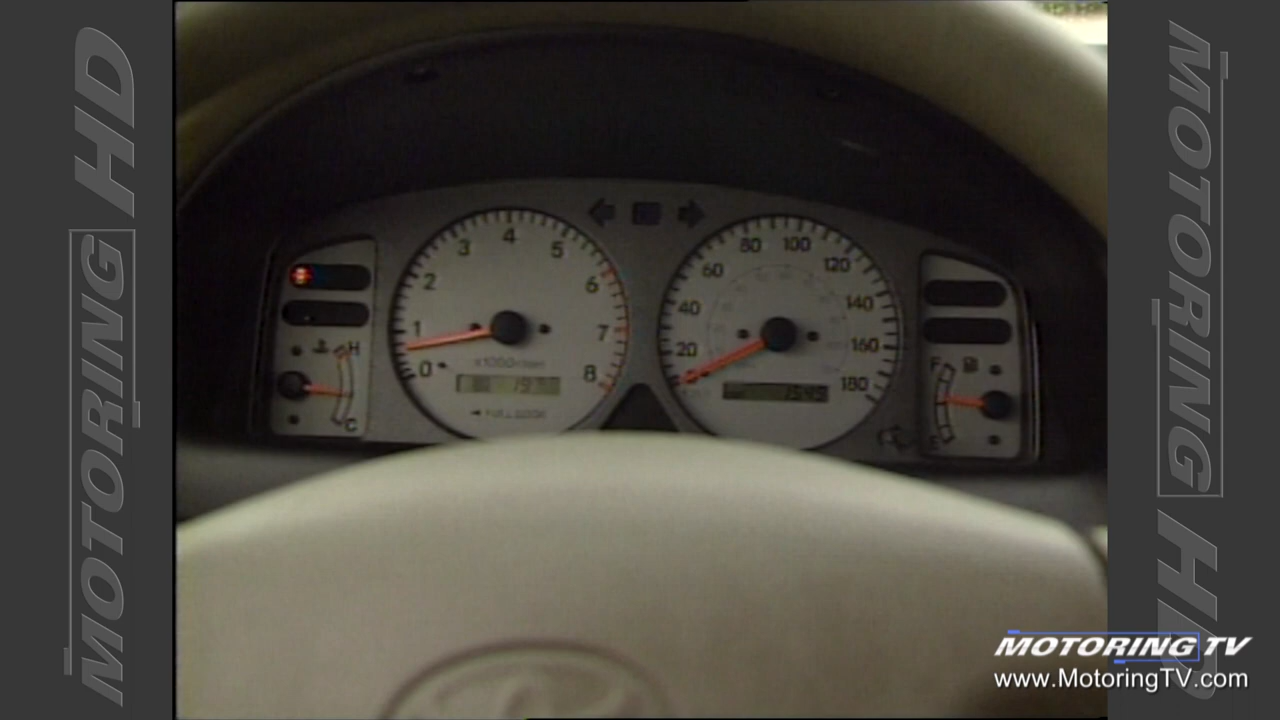 MOTORING HD
MOTORING HD
0 1 2 3 4 5 6 7 8
x1000r/min
20 40 60 80 100 120 140 160 180
H
C
F
E
MOTORING TV
www.MotoringTV.com